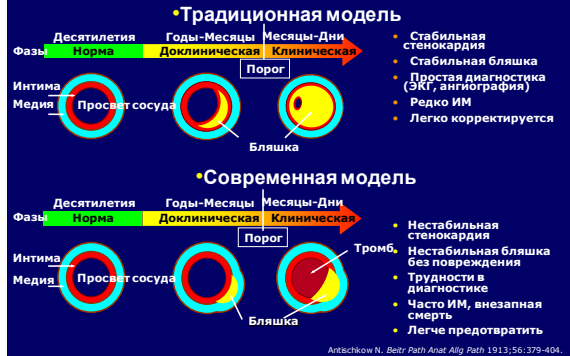 •Традиционная модель
Десятилетия Годы-Месяцы Месяцы-Дни
Фазы Норма Доклиническая Клиническая
Порог
Интима
Медия
Просвет сосуда
Бляшка
• Стабильная
стенокардия
• Стабильная бляшка
• Простая диагностика
(ЭКГ, ангиография)
• Редко ИМ
• Легко корректируется
•Современная модель
Десятилетия Годы-Месяцы Месяцы-Дни
Фазы Норма Доклиническая Клиническая
Порог
Интима
Медия
Просвет сосуда
Тромб
Бляшка
• Нестабильная
стенокардия
• Нестабильная бляшка
без повреждения
• Трудности в
диагностике
• Часто ИМ, внезапная
смерть
• Легче предотвратить
Antischkow N. Beitr Path Anat Allg Path 1913;56:379-404.